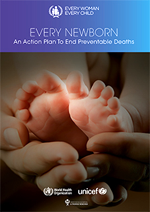 EVERY WOMAN
EVERY CHILD
EVERY NEWBORN
An Action Plan To End Preventable Deaths
World Health
Organization
unicef